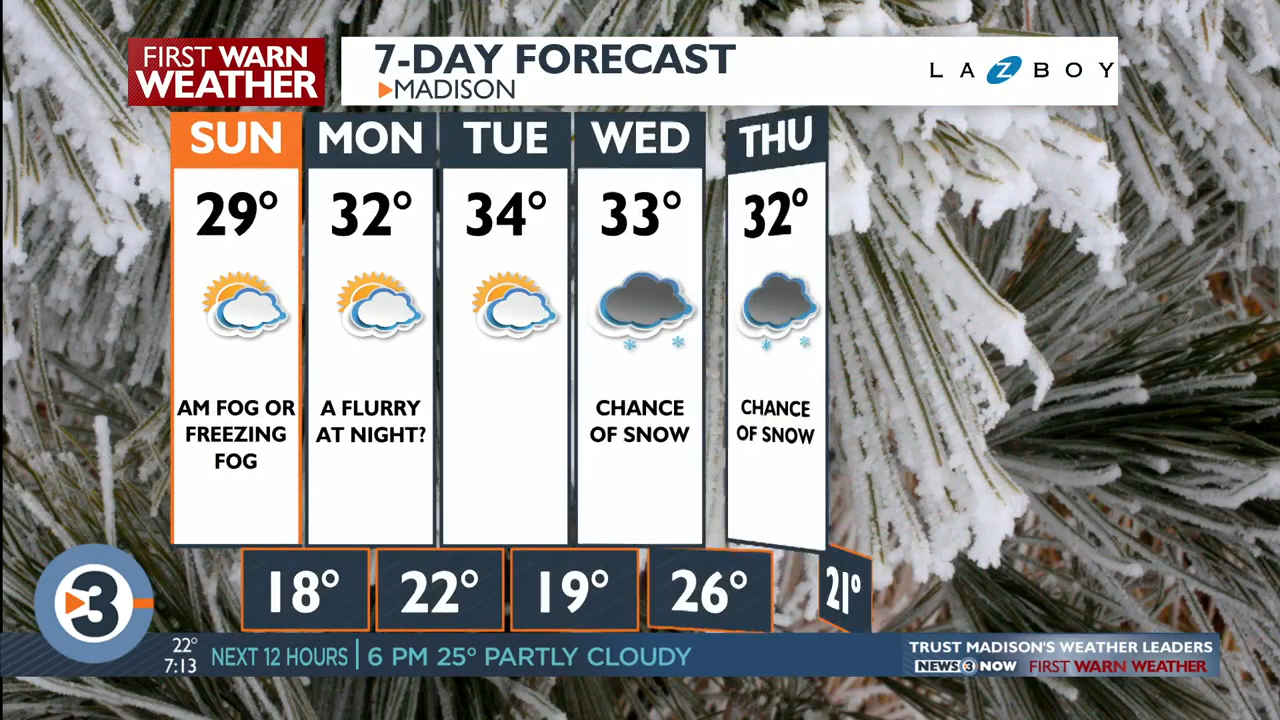 FIRST WARN
WEATHER
7-DAY FORECAST
MADISON
LA Z BOY
SUN
MON
TUE
WED
THU
29°
32°
34°
33°
32°
AM FOG OR
FREEZING
FOG
A FLURRY
AT NIGHT?
CHANCE
OF SNOW
CHANCE
OF SNOW
18°
22°
19°
26°
21°
3
22°
7:13
NEXT 12 HOURS
6 PM 25° PARTLY CLOUDY
TRUST MADISON'S WEATHER LEADERS
NEWS 3 NOW FIRST WARN WEATHER